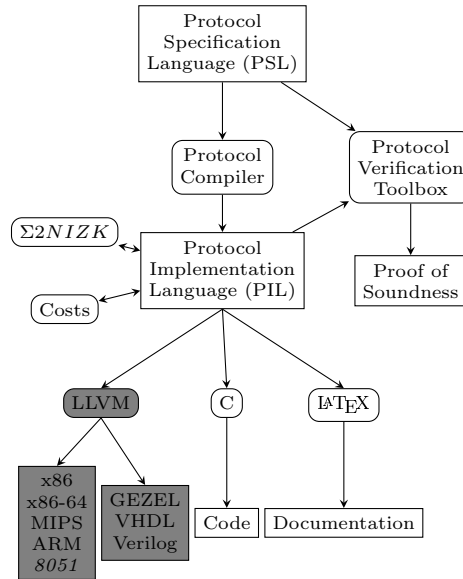 Protocol
Specification
Language (PSL)
Protocol
Compiler
Protocol
Verification
Toolbox
Σ2NIZK
Protocol
Implementation
Language (PIL)
Proof of
Soundness
Costs
LLVM
C
LATEX
x86
x86-64
MIPS
ARM
8051
GEZEL
VHDL
Verilog
Code
Documentation